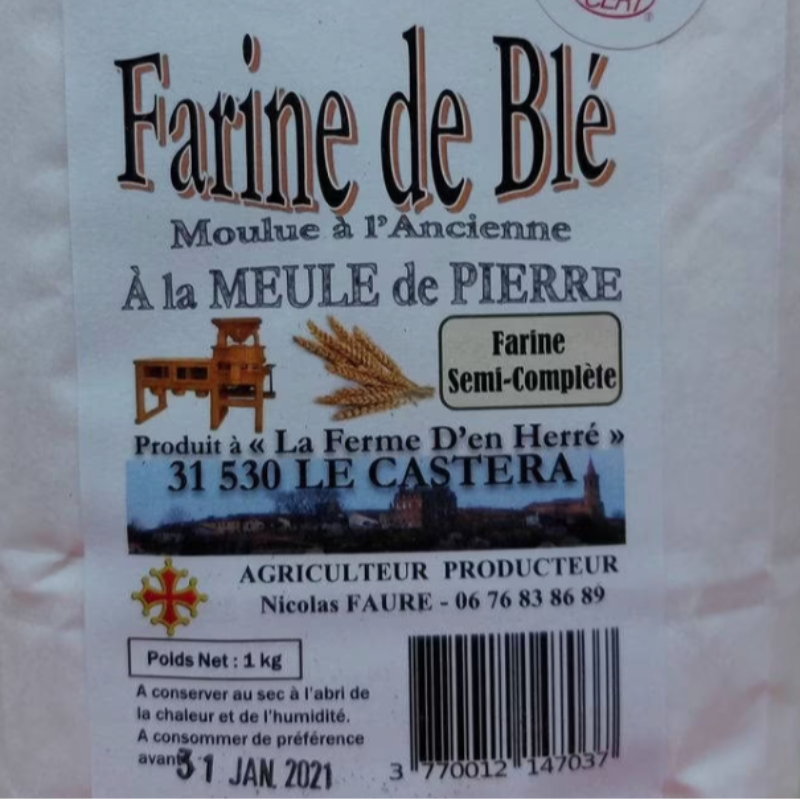 CERT
®
Farine de Blé
Moulue à l'Ancienne
À la MEULE de PIERRE
Farine
Semi-Complète
Produit à « La Ferme D'en Herré »
31 530 LE CASTERA
AGRICULTEUR PRODUCTEUR
Nicolas FAURE - 06 76 83 86 89
Poids Net : 1 kg
A conserver au sec à l'abri de
la chaleur et de l'humidité.
A consommer de préférence
avant 31 JAN. 2021
3 770012 147037